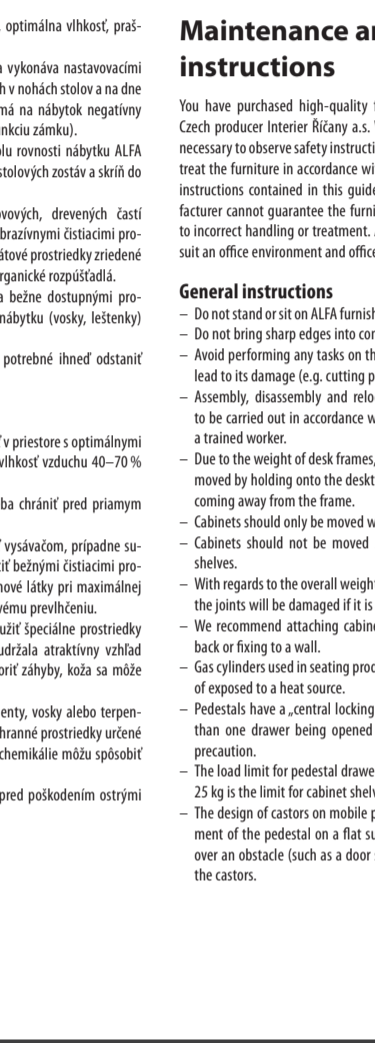 , optimálna vlhkosť, praš-
a vykonáva nastavovacími
h v nohách stolov a na dne
má na nábytok negatívny
nkciu zámku).
olu rovnosti nábytku ALFA
stolových zostáv a skríň do
vových, drevených častí
brazívnymi čistiacimi pro-
átové prostriedky zriedené
rganické rozpúšťadlá.
a bežne dostupnými pro-
nábytku (vosky, leštenky)
potrebné ihneď odstaniť
ť v priestore s optimálnymi
vlhkosť vzduchu 40–70 %
ba chrániť pred priamym
ť vysávačom, prípadne su-
tiť bežnými čistiacimi pro-
nové látky pri maximálnej
vému prevlhčeniu.
užiť špeciálne prostriedky
udržala atraktívny vzhľad
oriť záhyby, koža sa môže
enty, vosky alebo terpen-
hranné prostriedky určené
chemikálie môžu spôsobiť
pred poškodením ostrými
Maintenance a
instructions
You have purchased high-quality f
Czech producer Interier Říčany a.s.
necessary to observe safety instructi
treat the furniture in accordance wi
instructions contained in this guide
facturer cannot guarantee the furni
to incorrect handling or treatment.
suit an office environment and office
General instructions
– Do not stand or sit on ALFA furnish
– Do not bring sharp edges into con
– Avoid performing any tasks on th
lead to its damage (e.g. cutting p
– Assembly, disassembly and relo
to be carried out in accordance w
a trained worker.
– Due to the weight of desk frames,
moved by holding onto the deskt
coming away from the frame.
– Cabinets should only be moved w
– Cabinets should not be moved
shelves.
– With regards to the overall weight
the joints will be damaged if it is
– We recommend attaching cabine
back or fixing to a wall.
– Gas cylinders used in seating prod
of exposed to a heat source.
– Pedestals have a „central locking
than one drawer being opened
precaution.
– The load limit for pedestal drawe
25 kg is the limit for cabinet shelv
– The design of castors on mobile p
ment of the pedestal on a flat su
over an obstacle (such as a door
the castors.